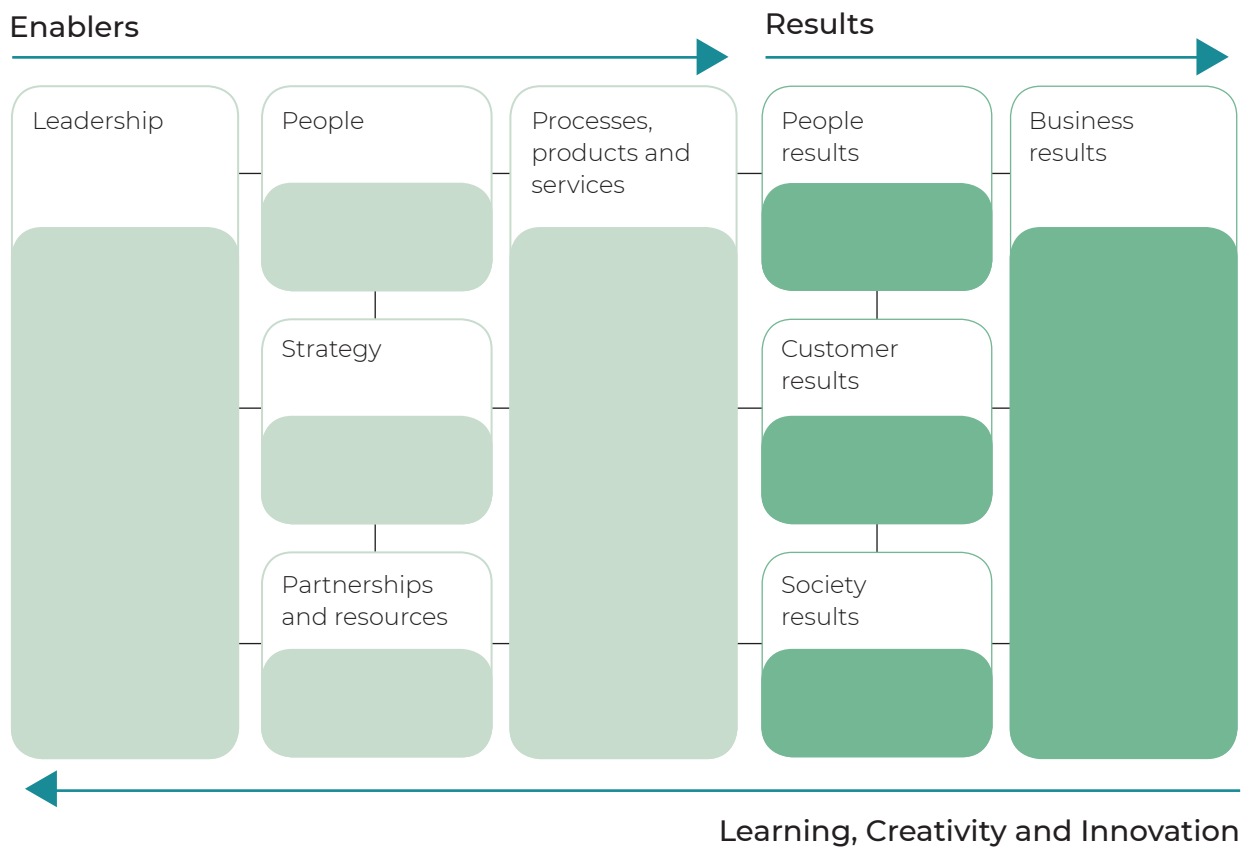 Enablers
Results
Leadership
People
Processes,
products and
services
People
results
Business
results
Strategy
Customer
results
Partnerships
and resources
Society
results
Learning, Creativity and Innovation